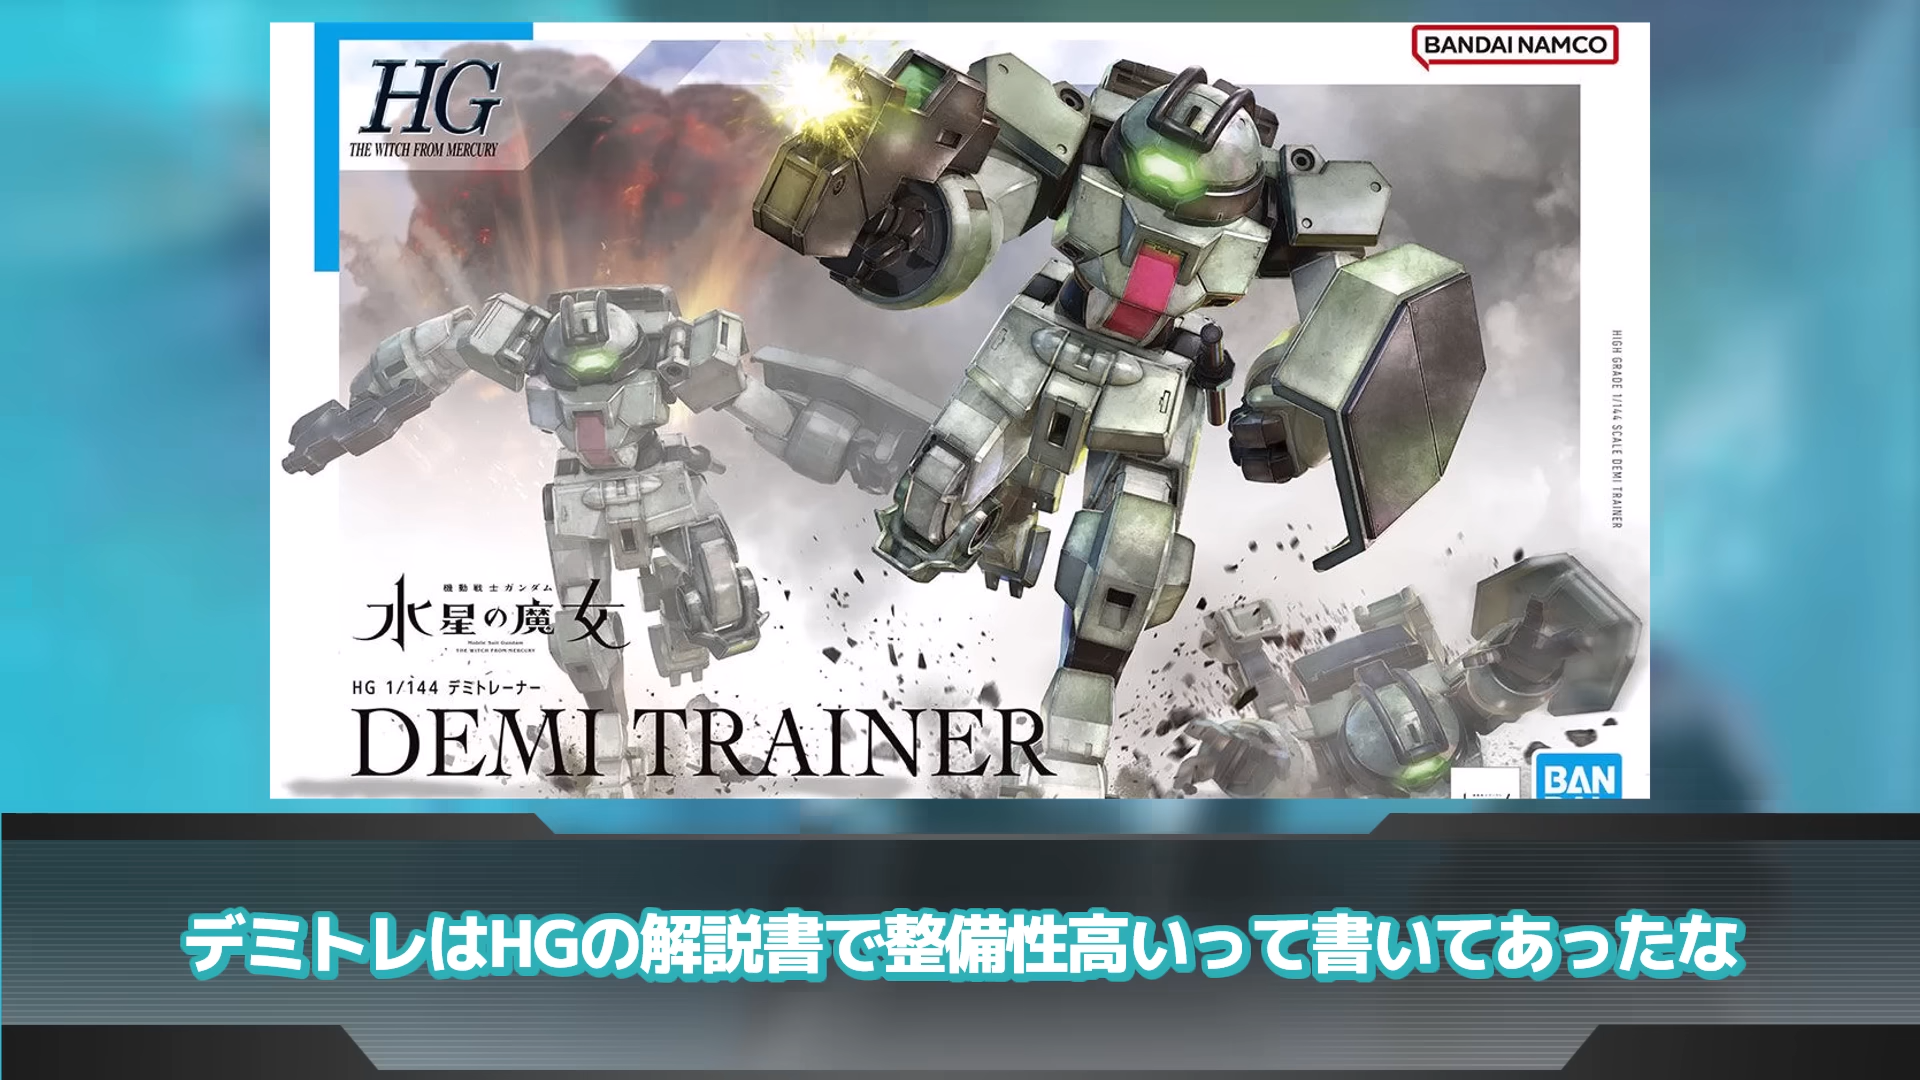 HG
THE WITCH FROM MERCURY
BANDAI NAMCO
HIGH GRADE 1/144 SCALE DEMI TRAINER
機動戦士ガンダム
水星の魔女
Mobile Suit Gundam
THE WITCH FROM MERCURY
HG 1/144 デミトレーナー
DEMI TRAINER
BAN
デミトレはHGの解説書で整備性高いって書いてあったな